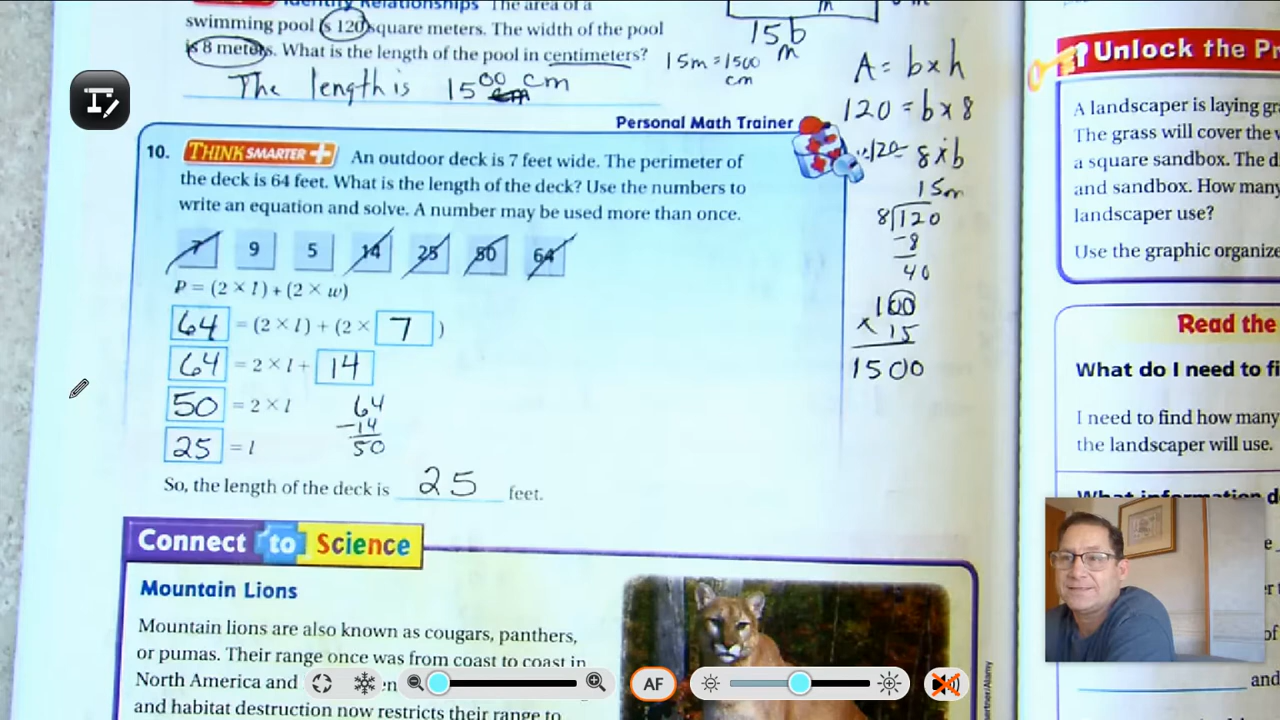 Relationships The area of a
swimming pool is 120 square meters. The width of the pool
is 8 meters. What is the length of the pool in centimeters?
The length is 1500 cm
15 b
m
15m = 1500
cm
A = b x h
120 = b x 8
120 = 8 x b
15m
8 120
-8
40
100
x 15
1500
Personal Math Trainer
10. THINK SMARTER + An outdoor deck is 7 feet wide. The perimeter of
the deck is 64 feet. What is the length of the deck? Use the numbers to
write an equation and solve. A number may be used more than once.
7 9 5 14 25 50 64
P = (2 × l) + (2 × w)
64 = (2 × l) + (2 × 7 )
64 = 2 × l + 14
50 = 2 × l
25 = l
64
-14
50
So, the length of the deck is 25 feet.
Connect to Science
Mountain Lions
Mountain lions are also known as cougars, panthers,
or pumas. Their range once was from coast to coast in
North America and
and habitat destruction now restricts their range to
AF
Unlock the
A landscaper is laying
The grass will cover the
a square sandbox. The
and sandbox. How many
landscaper use?
Use the graphic
Read the
What do I need to
I need to find how many
the landscaper will use.
What information
and